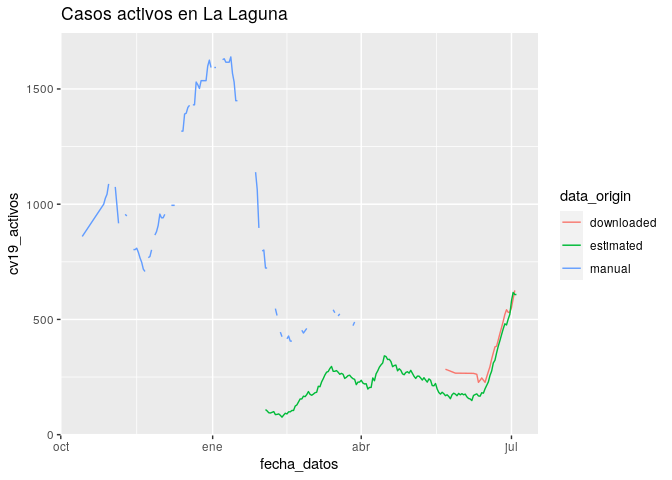 Casos activos en La Laguna
cv19_activos
1500
1000
500
0
oct
ene
abr
jul
fecha_datos
data_origin
downloaded
estimated
manual